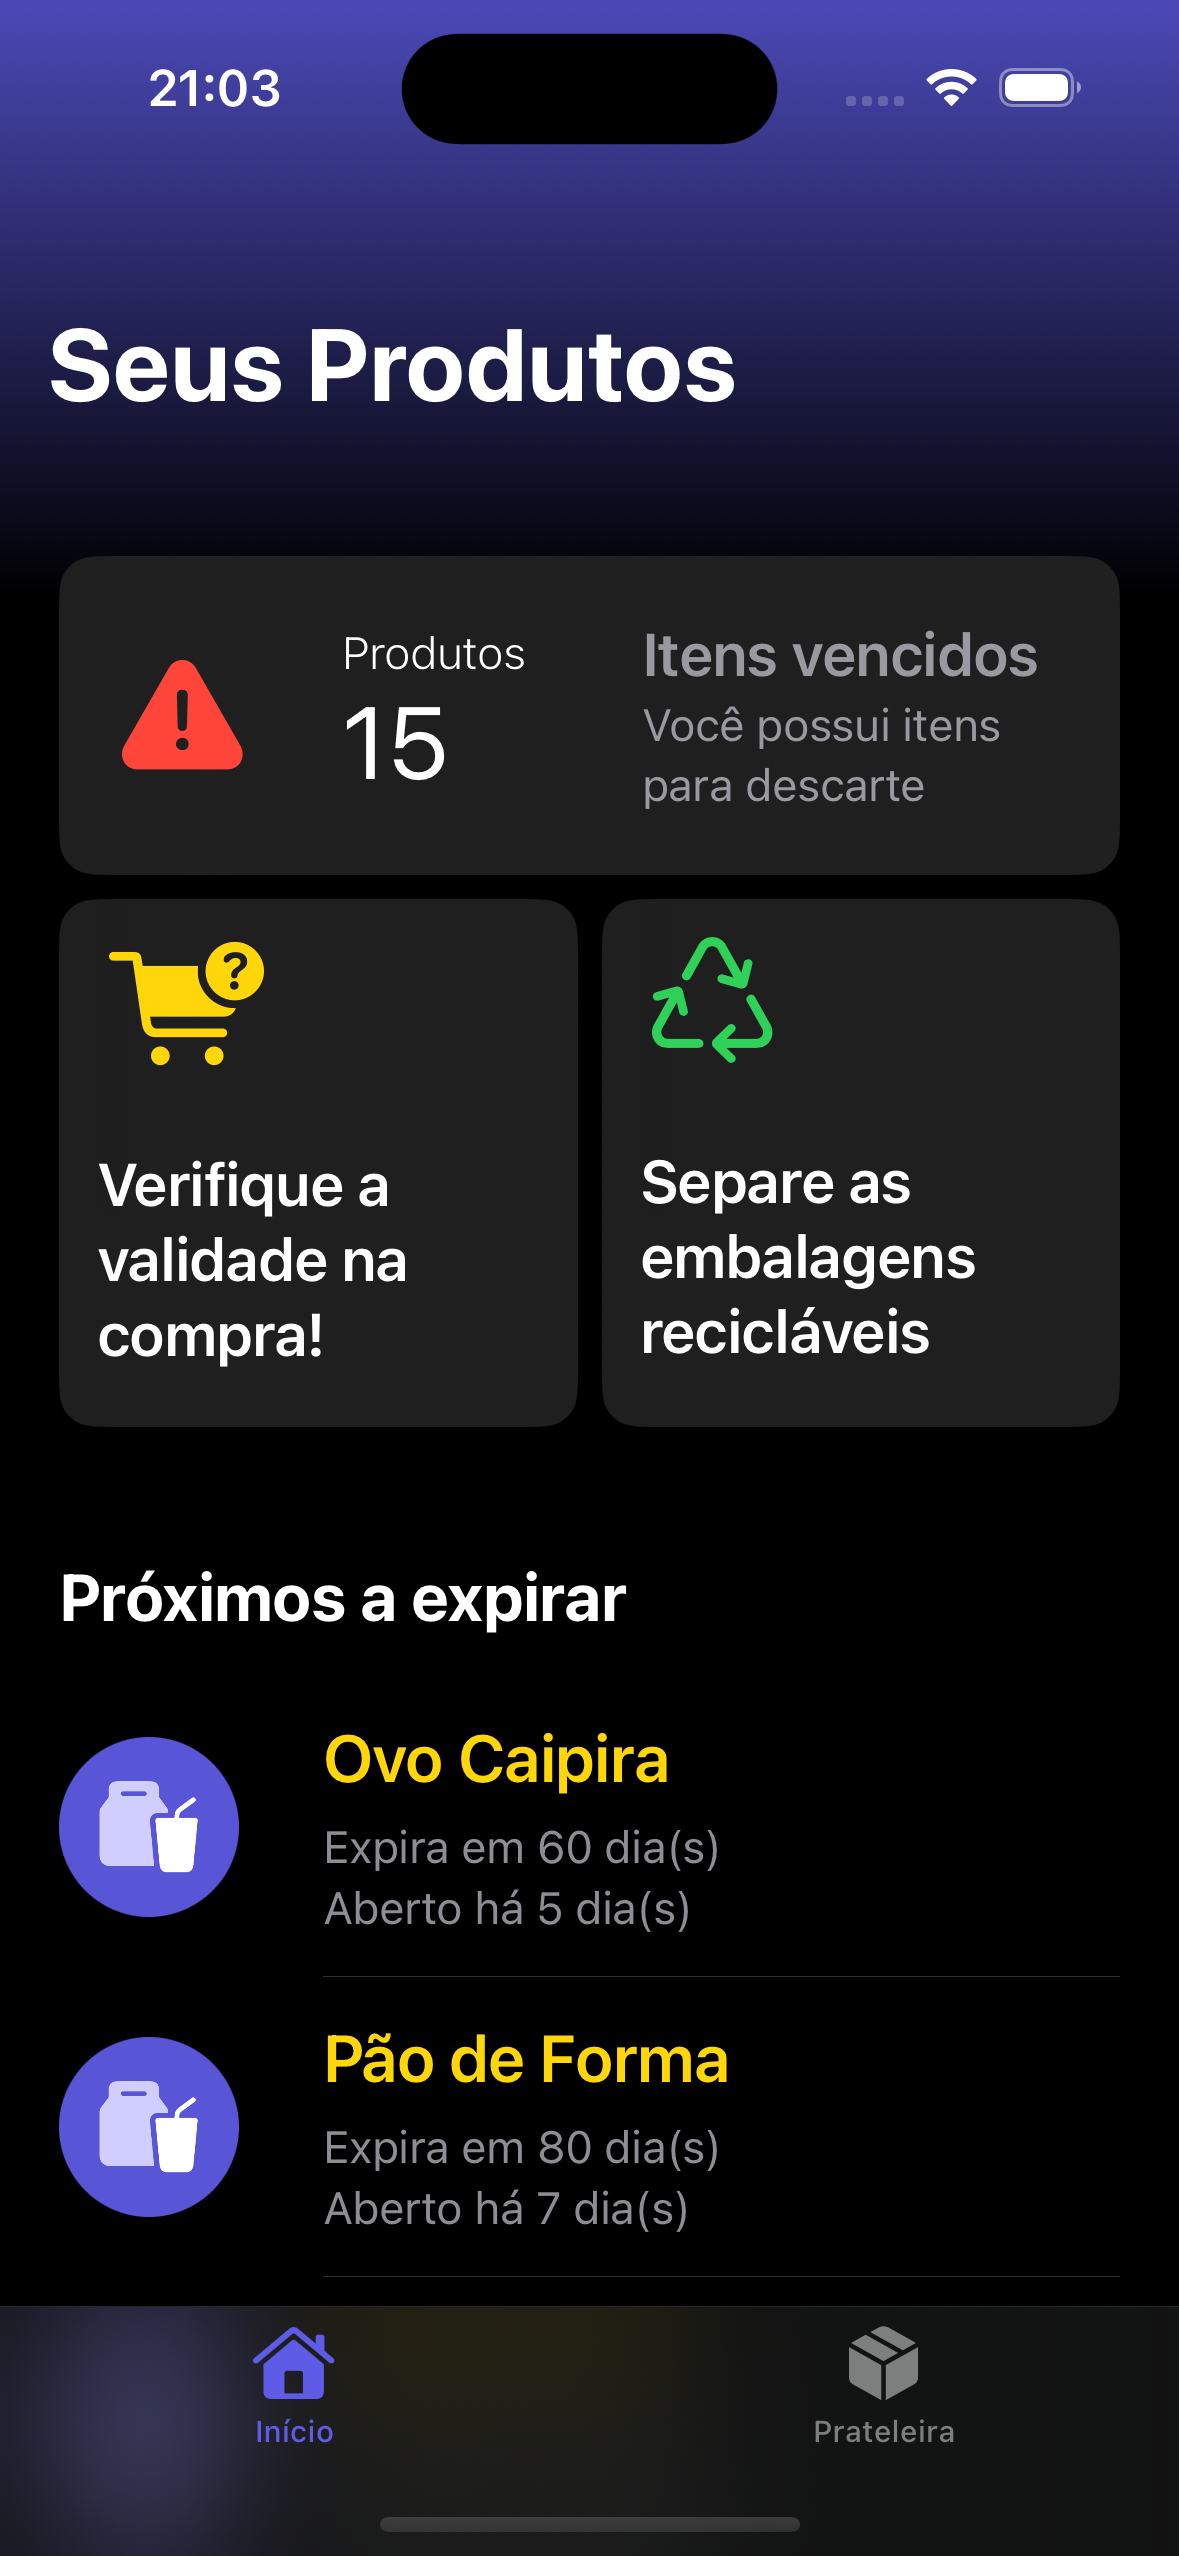 21:03
Seus Produtos
Produtos
15
Itens vencidos
Você possui itens
para descarte
Verifique a
validade na
compra!
Separe as
embalagens
recicláveis
Próximos a expirar
Ovo Caipira
Expira em 60 dia(s)
Aberto há 5 dia(s)
Pão de Forma
Expira em 80 dia(s)
Aberto há 7 dia(s)
Início
Prateleira